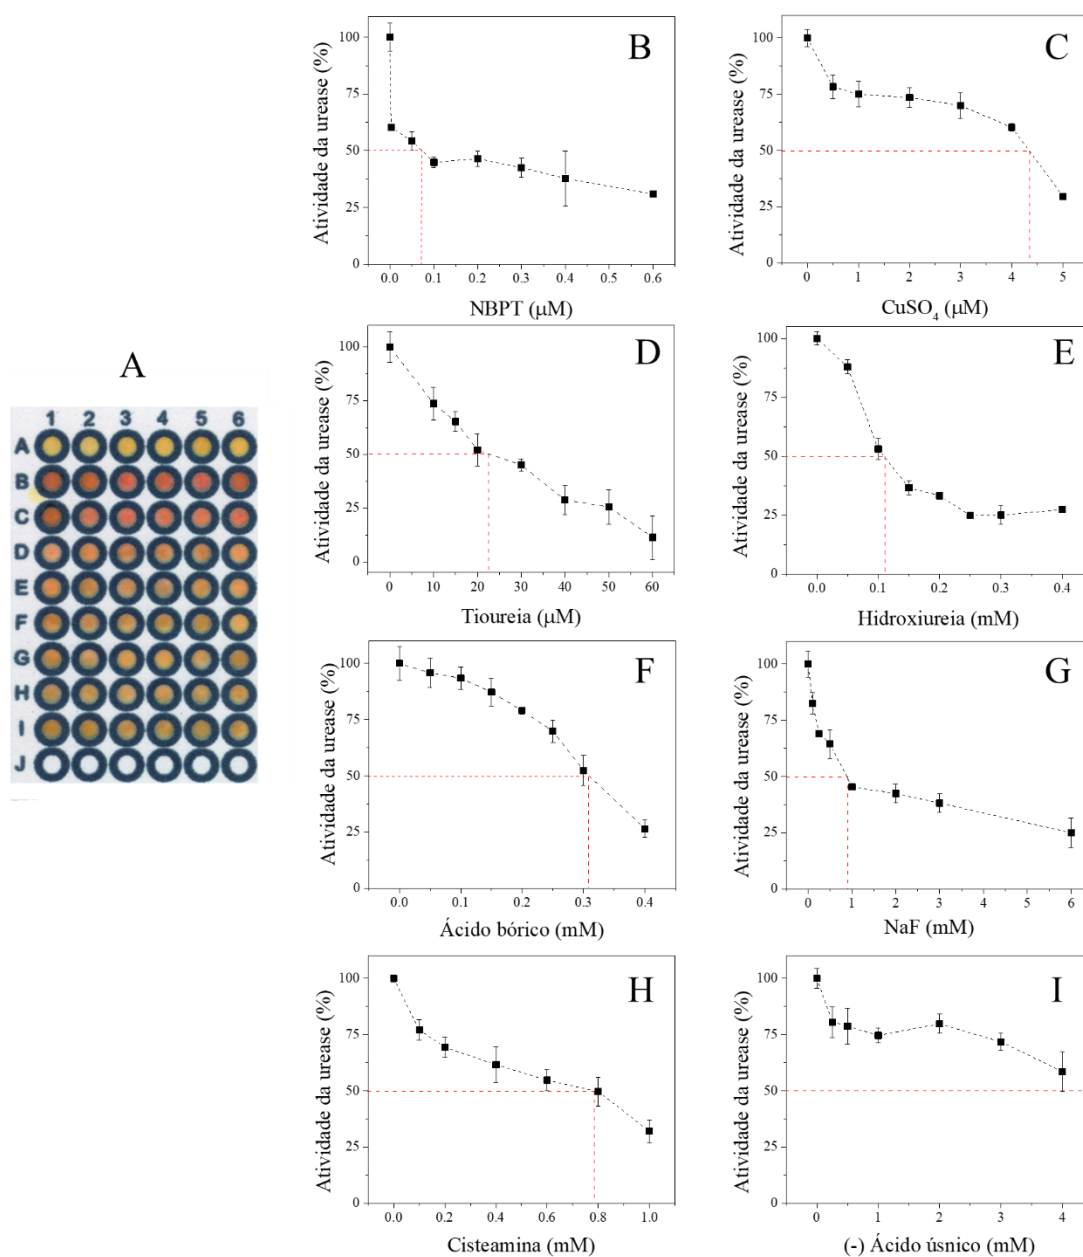 A
1 2 3 4 5 6
A
B
C
D
E
F
G
H
I
J
B
Atividade da urease (%)
100
75
50
25
0
0.0 0.1 0.2 0.3 0.4 0.5 0.6
NBPT (μM)
C
Atividade da urease (%)
100
75
50
25
0
0 1 2 3 4 5
CuSO₄ (μM)
D
Atividade da urease (%)
100
75
50
25
0
0 10 20 30 40 50 60
Tioureia (μM)
E
Atividade da urease (%)
100
75
50
25
0
0.0 0.1 0.2 0.3 0.4
Hidroxiureia (mM)
F
Atividade da urease (%)
100
75
50
25
0
0.0 0.1 0.2 0.3 0.4
Ácido bórico (mM)
G
Atividade da urease (%)
100
75
50
25
0
0 1 2 3 4 5 6
NaF (mM)
H
Atividade da urease (%)
100
75
50
25
0
0.0 0.2 0.4 0.6 0.8 1.0
Cisteamina (mM)
I
Atividade da urease (%)
100
75
50
25
0
0 1 2 3 4
(-) Ácido úsnico (mM)